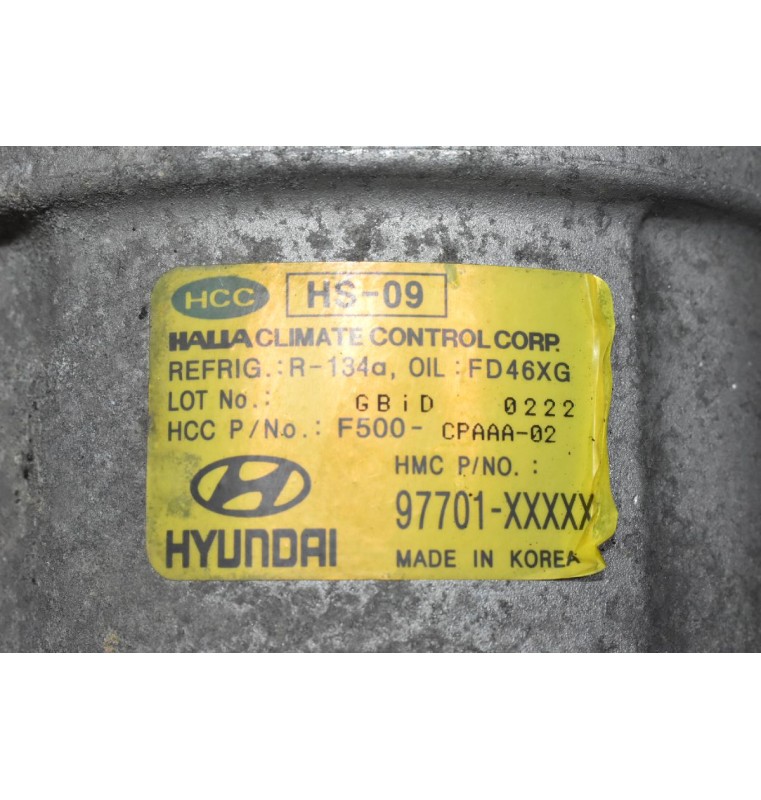 HCC HS-09
HALLA CLIMATE CONTROL CORP.
REFRIG.:R-134a, OIL:FD46XG
LOT No.: GBiD 0222
HCC P/No.: F500-CPAAA-02
HMC P/NO.:
97701-XXXXX
HYUNDAI
MADE IN KOREA